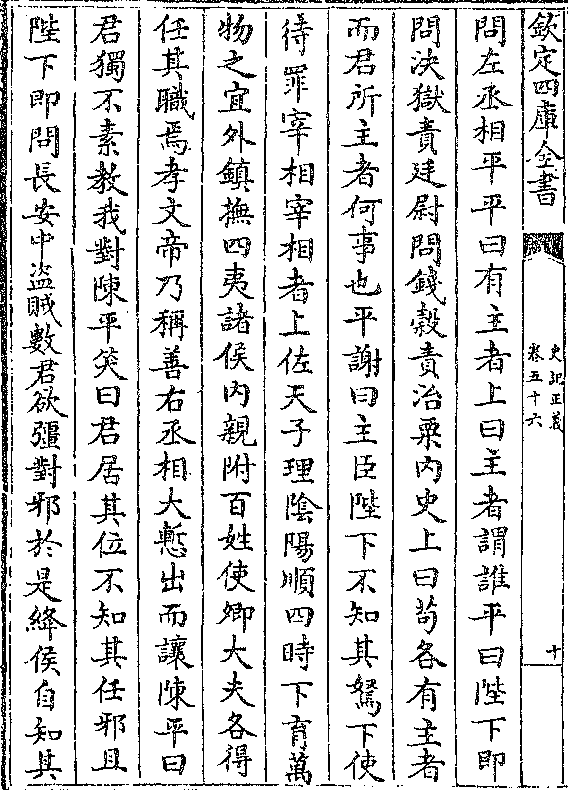 欽定四庫全書
史記正義
卷五十六
十
問左丞相平平曰有主者上曰主者謂誰平曰陛下即
問決獄責廷尉問錢穀責治粟内史上曰苟各有主者
而君所主者何事也平謝曰主臣陛下不知其駑下使
待罪宰相宰相者上佐天子理陰陽順四時下育萬
物之宜外鎮撫四夷諸侯内親附百姓使卿大夫各得
任其職焉孝文帝乃稱善右丞相大慙出而讓陳平曰
君獨不素教我對陳平笑曰君居其位不知其任邪且
陛下即問長安中盜賊數君欲彊對邪於是絳侯自知其